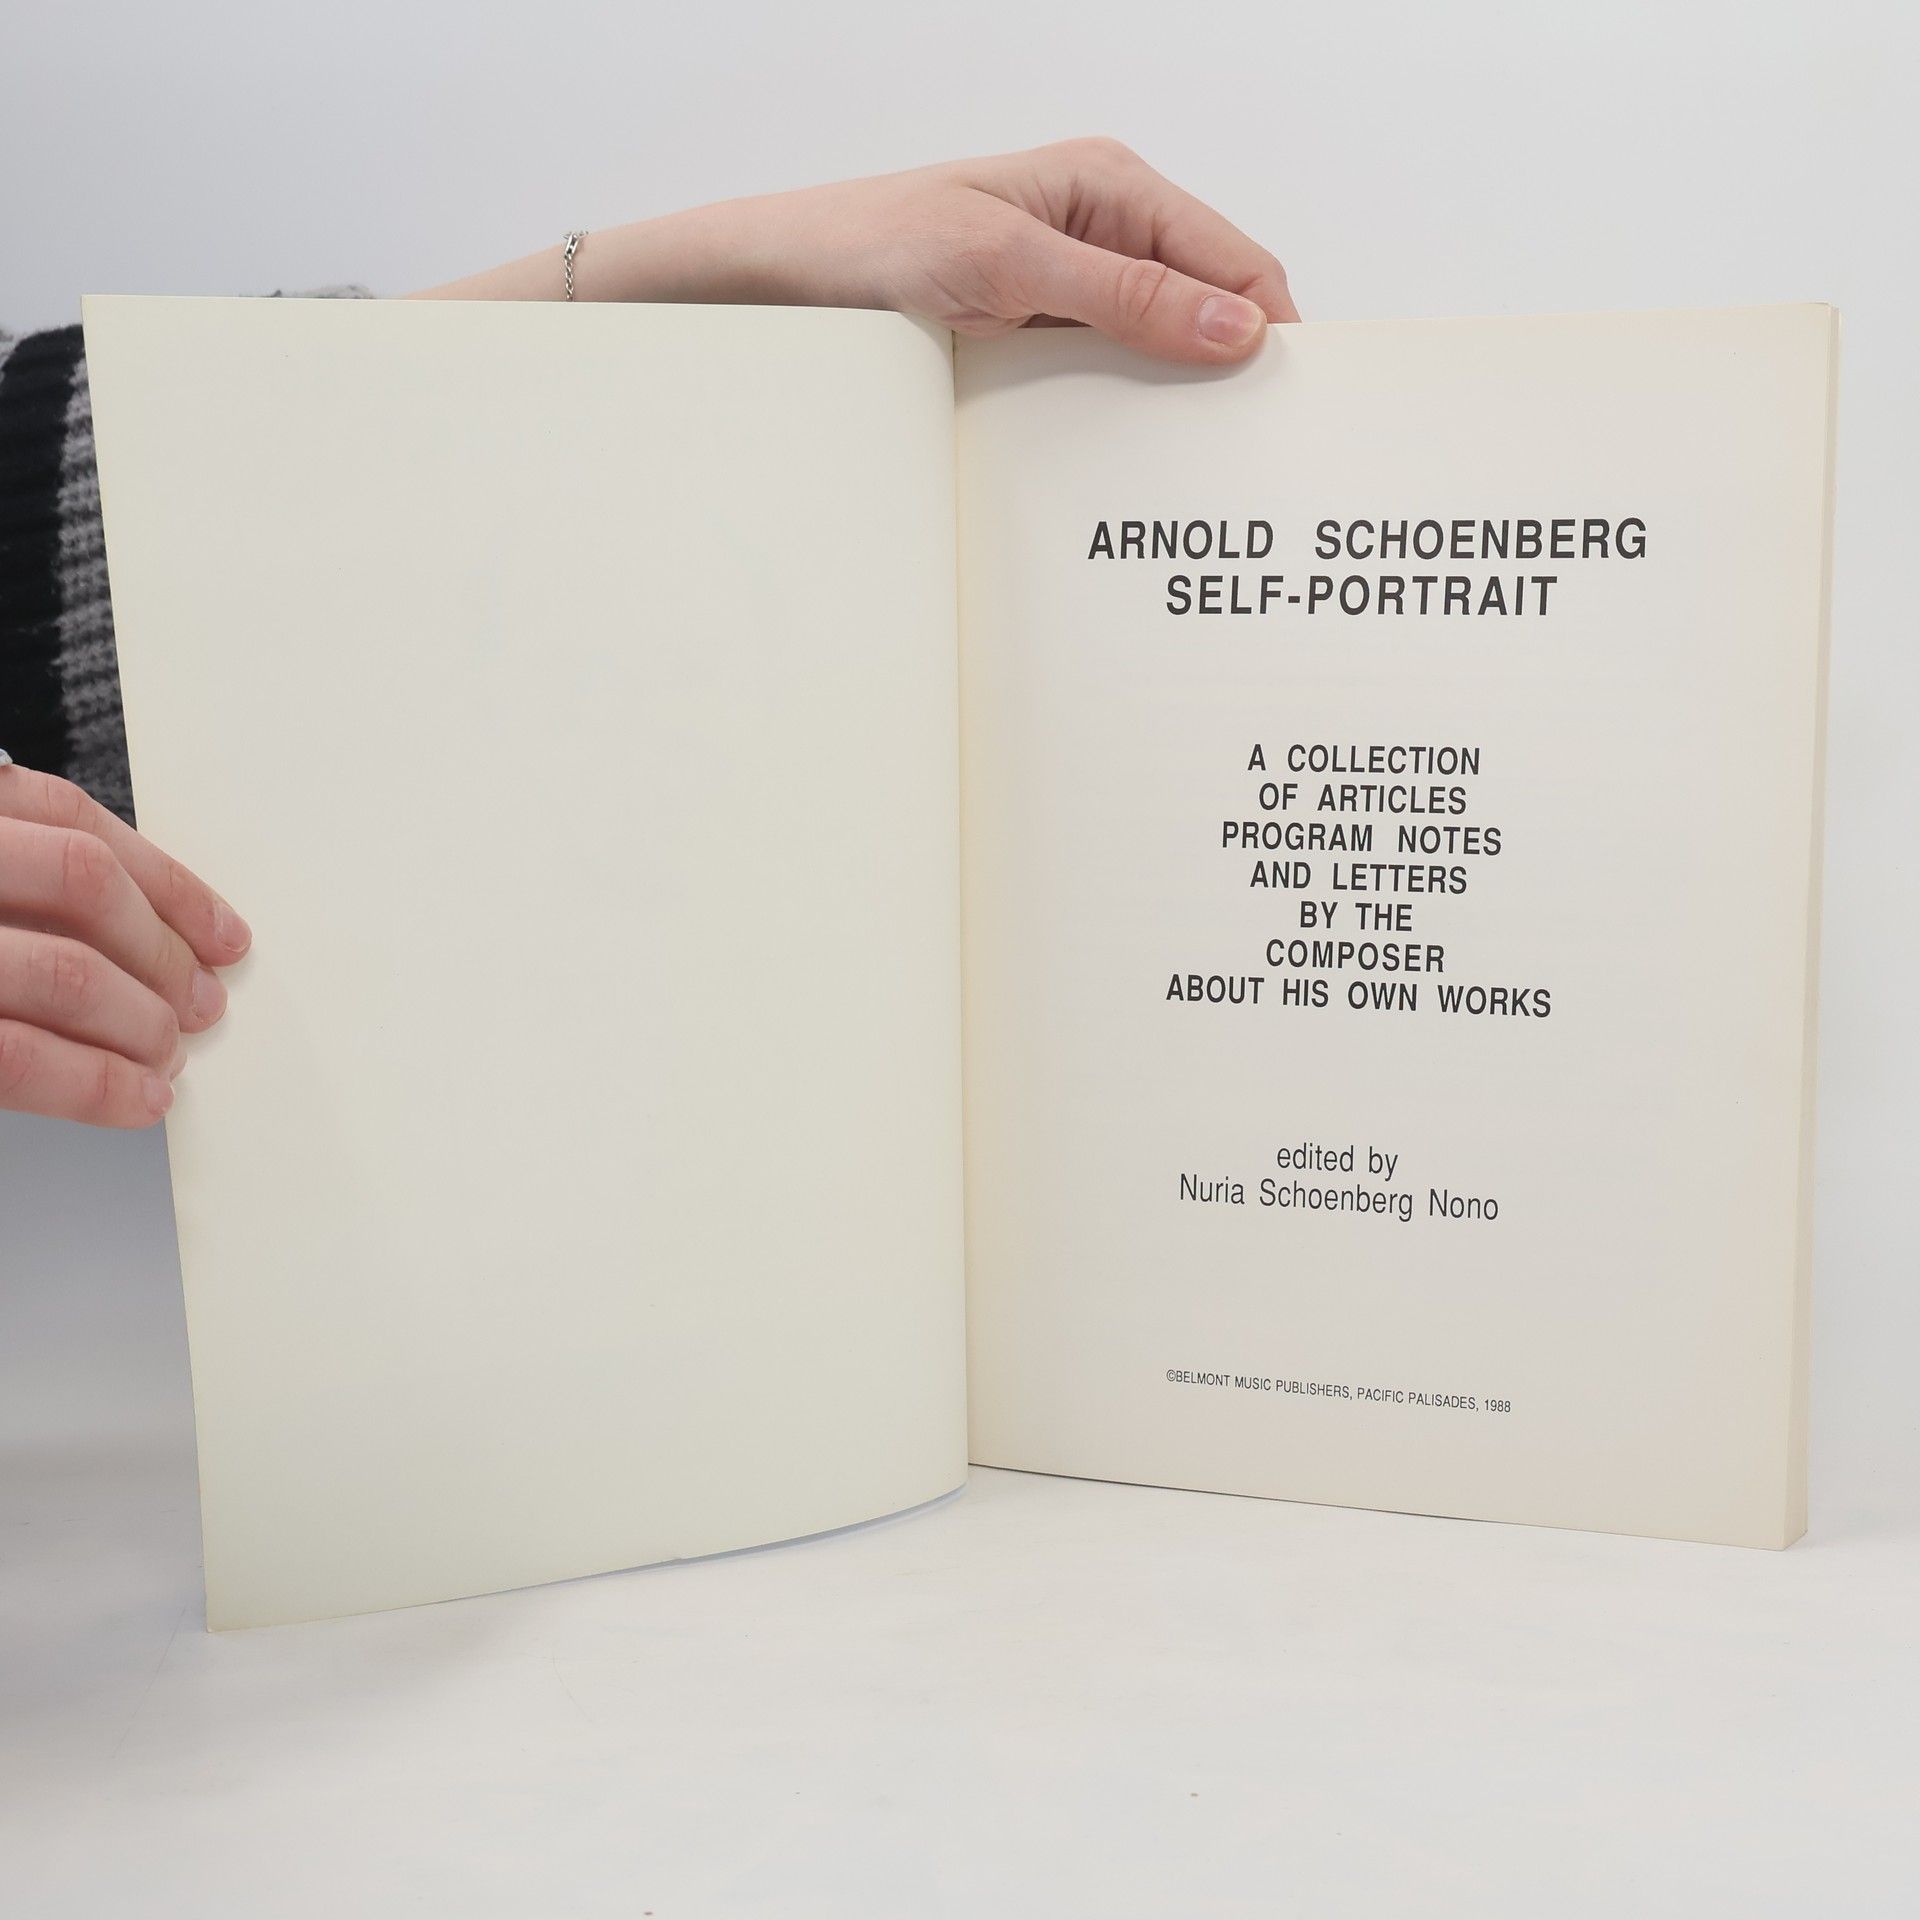 ARNOLD SCHOENBERG
SELF-PORTRAIT
A COLLECTION
OF ARTICLES
PROGRAM NOTES
AND LETTERS
BY THE
COMPOSER
ABOUT HIS OWN WORKS
edited by
Nuria Schoenberg Nono
©BELMONT MUSIC PUBLISHERS, PACIFIC PALISADES, 1988